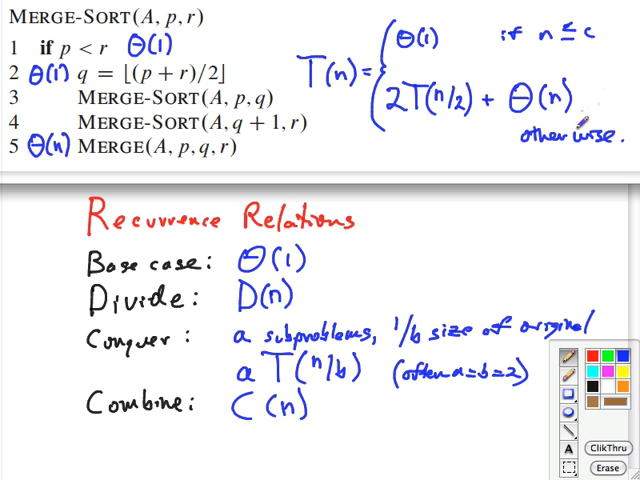 MERGE-SORT(A, p, r)
1 if p < r Θ(1)
2 Θ(1) q = ⌊(p + r)/2⌋
3 MERGE-SORT(A, p, q)
4 MERGE-SORT(A, q + 1, r)
5 Θ(n) MERGE(A, p, q, r)
T(n) = { Θ(1) if n ≤ c
2T(n/2) + Θ(n)
otherwise.
Recurrence Relations
Base case: Θ(1)
Divide: D(n)
Conquer: a subproblems, 1/b size of original
a T(n/b) (often a=b=2)
Combine: C(n)
A
ClikThru
Erase